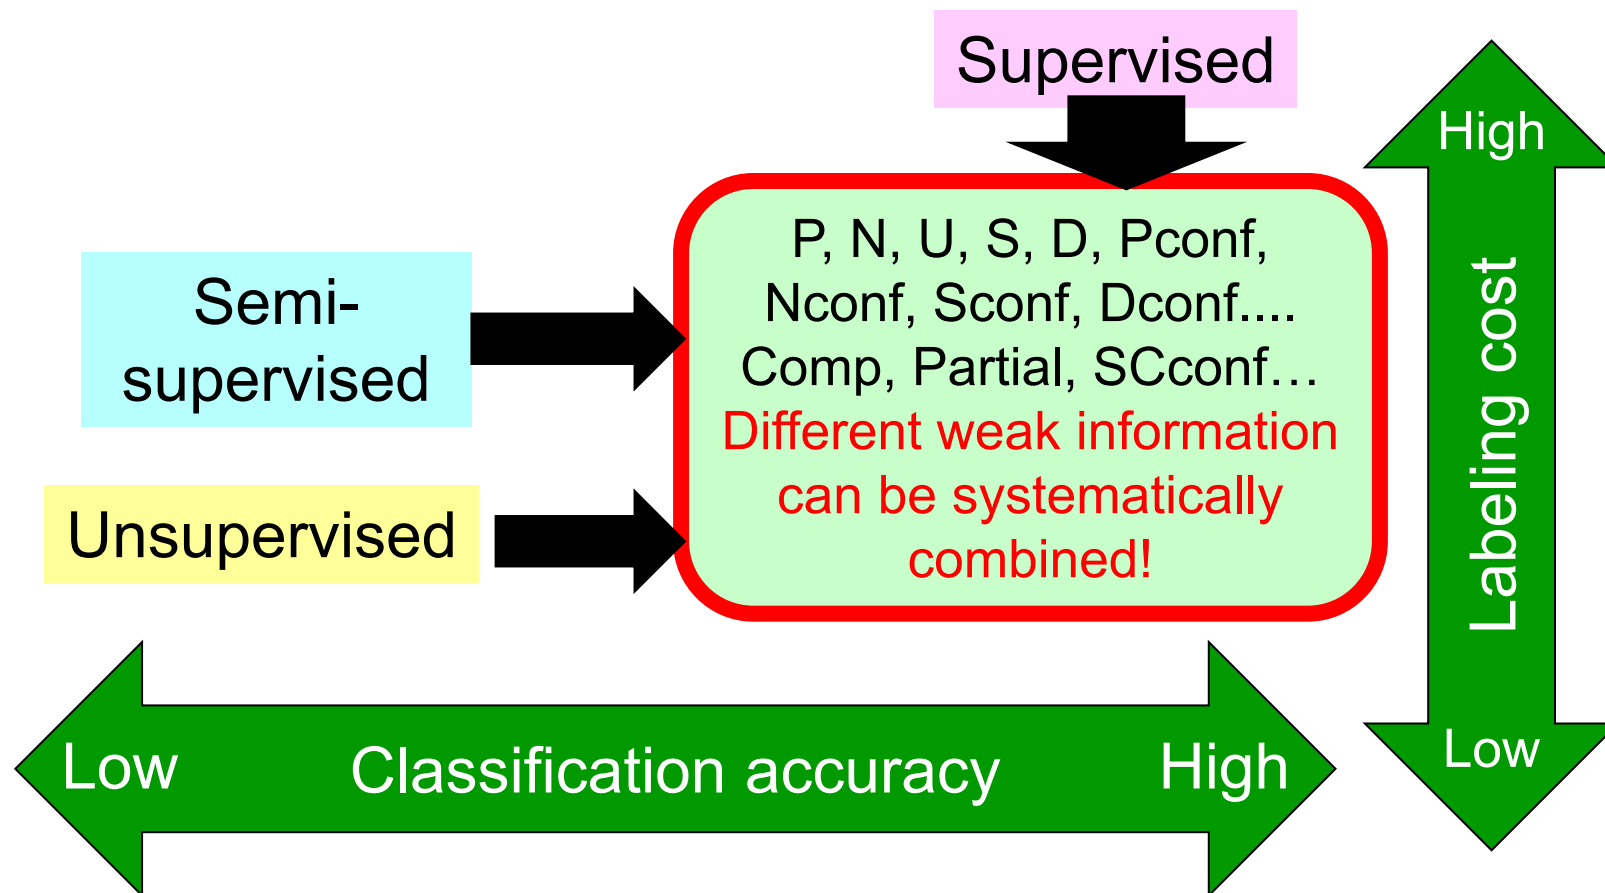 Supervised
High
P, N, U, S, D, Pconf,
Nconf, Sconf, Dconf....
Comp, Partial, SCconf…
Different weak information
can be systematically
combined!
Semi-
supervised
Unsupervised
Labeling cost
Low
Low
Classification accuracy
High